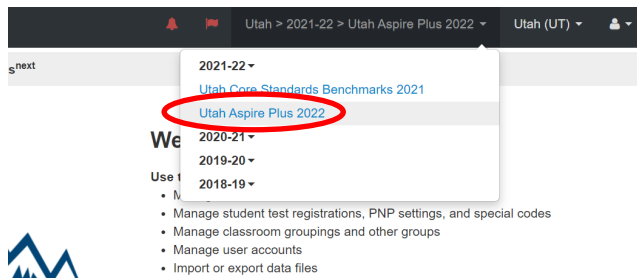 Utah > 2021-22 > Utah Aspire Plus 2022 Utah (UT)
snext
2021-22
Utah Core Standards Benchmarks 2021
Utah Aspire Plus 2022
2020-21
2019-20
2018-19
We
Use t
• Manage student test registrations, PNP settings, and special codes
• Manage classroom groupings and other groups
• Manage user accounts
• Import or export data files